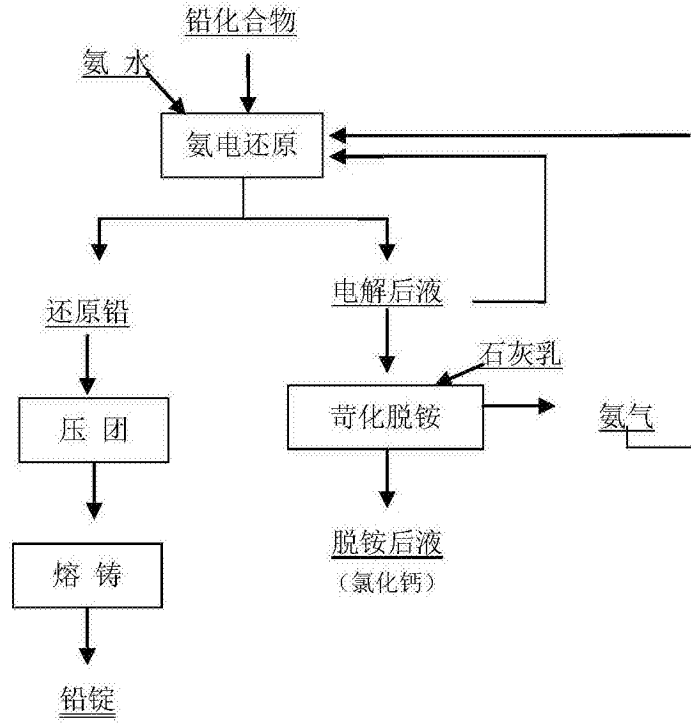 铅化合物
氨 水
氨电还原
电解后液
还原铅
石灰乳
苛化脱铵
氨气
压 团
脱铵后液
(氯化钙)
熔 铸
铅锭